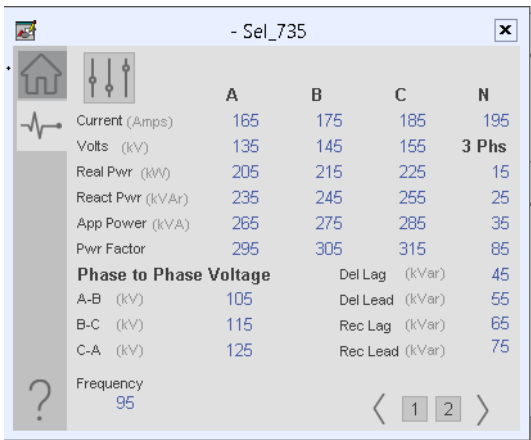 - Sel_735
A B C N
Current (Amps) 165 175 185 195
Volts (kV) 135 145 155 3 Phs
Real Pwr (kW) 205 215 225 15
React Pwr (kVAr) 235 245 255 25
App Power (kVA) 265 275 285 35
Pwr Factor 295 305 315 85
Phase to Phase Voltage Del Lag (kVar) 45
A-B (kV) 105 Del Lead (kVar) 55
B-C (kV) 115 Rec Lag (kVar) 65
C-A (kV) 125 Rec Lead (kVar) 75
Frequency
95
? 1 2